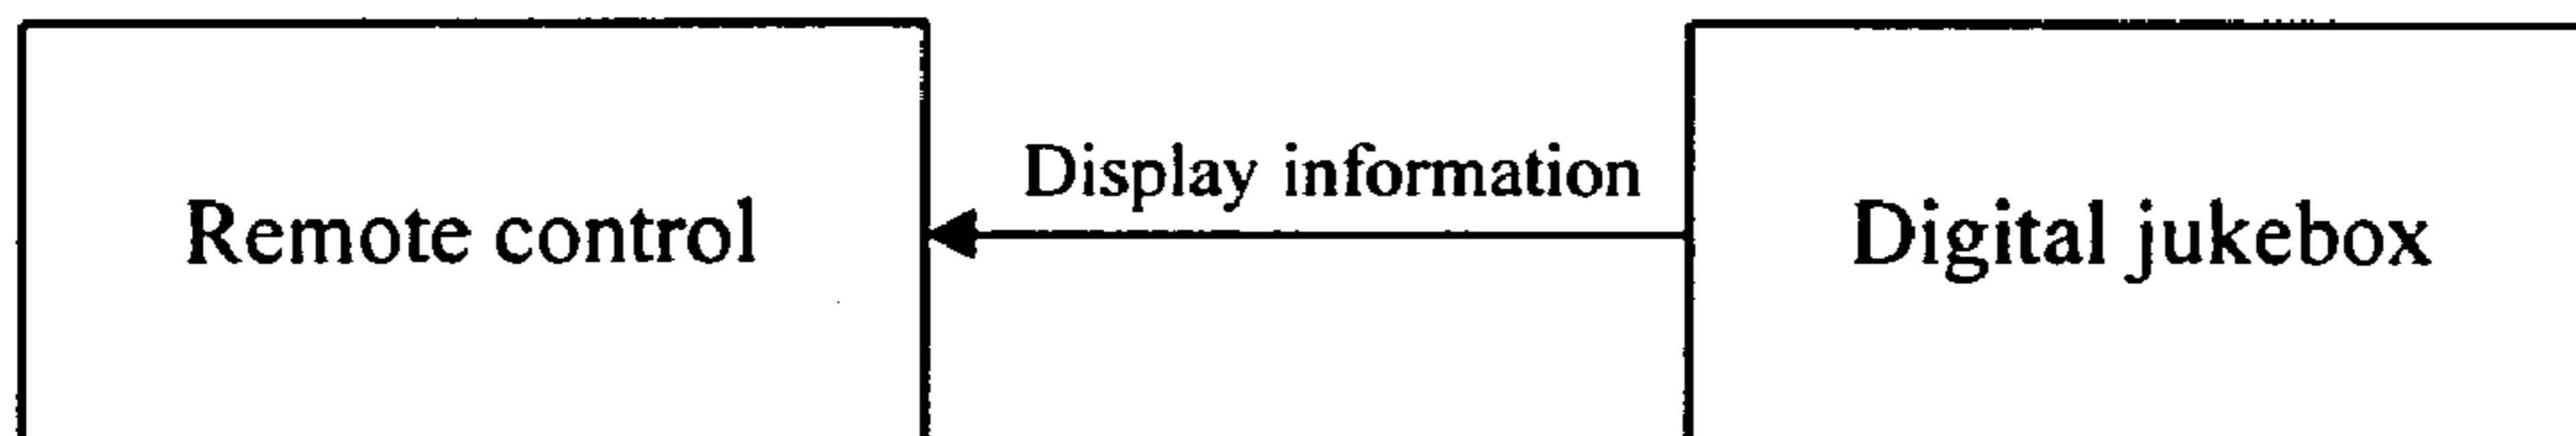 Display information
Remote control
Digital jukebox